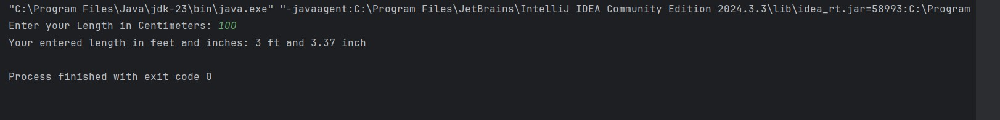 "C:\Program Files\Java\jdk-23\bin\java.exe" "-javaagent:C:\Program Files\JetBrains\IntelliJ IDEA Community Edition 2024.3.3\lib\idea_rt.jar=58993:C:\Program
Enter your Length in Centimeters: 100
Your entered length in feet and inches: 3 ft and 3.37 inch
Process finished with exit code 0